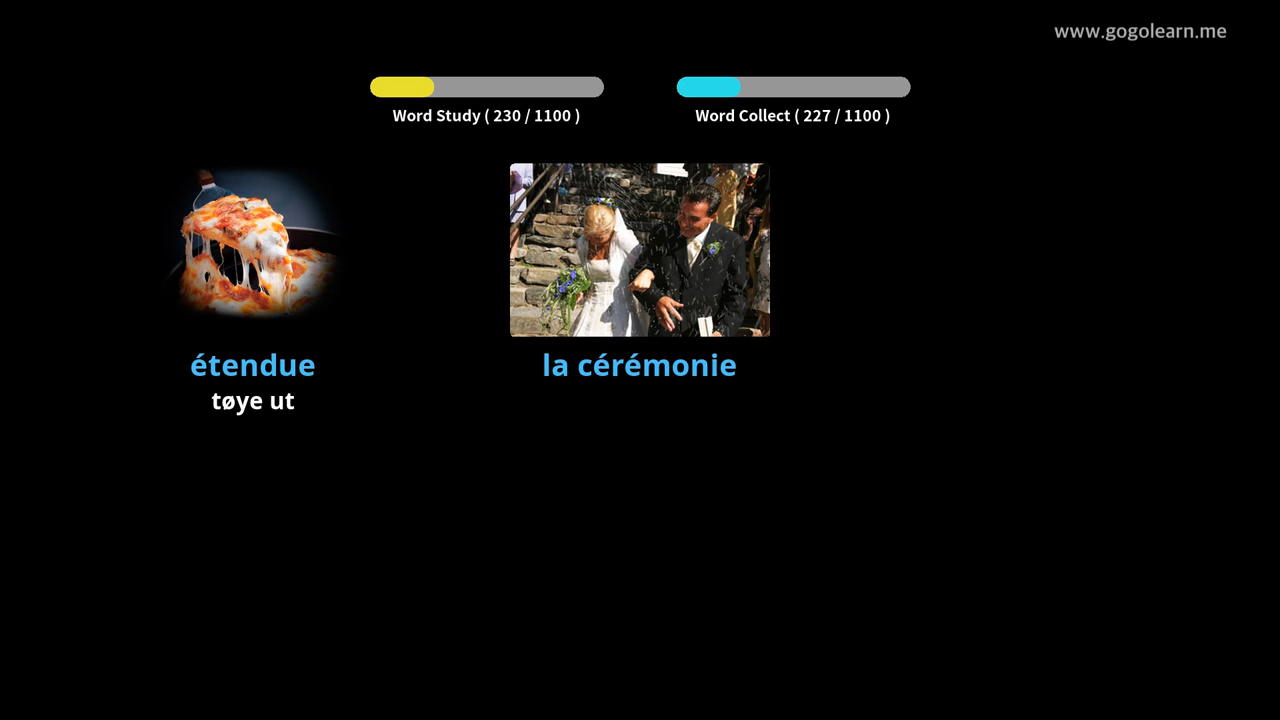 www.gogolearn.me
Word Study ( 230 / 1100 )
Word Collect ( 227 / 1100 )
étendue
tøye ut
la cérémonie